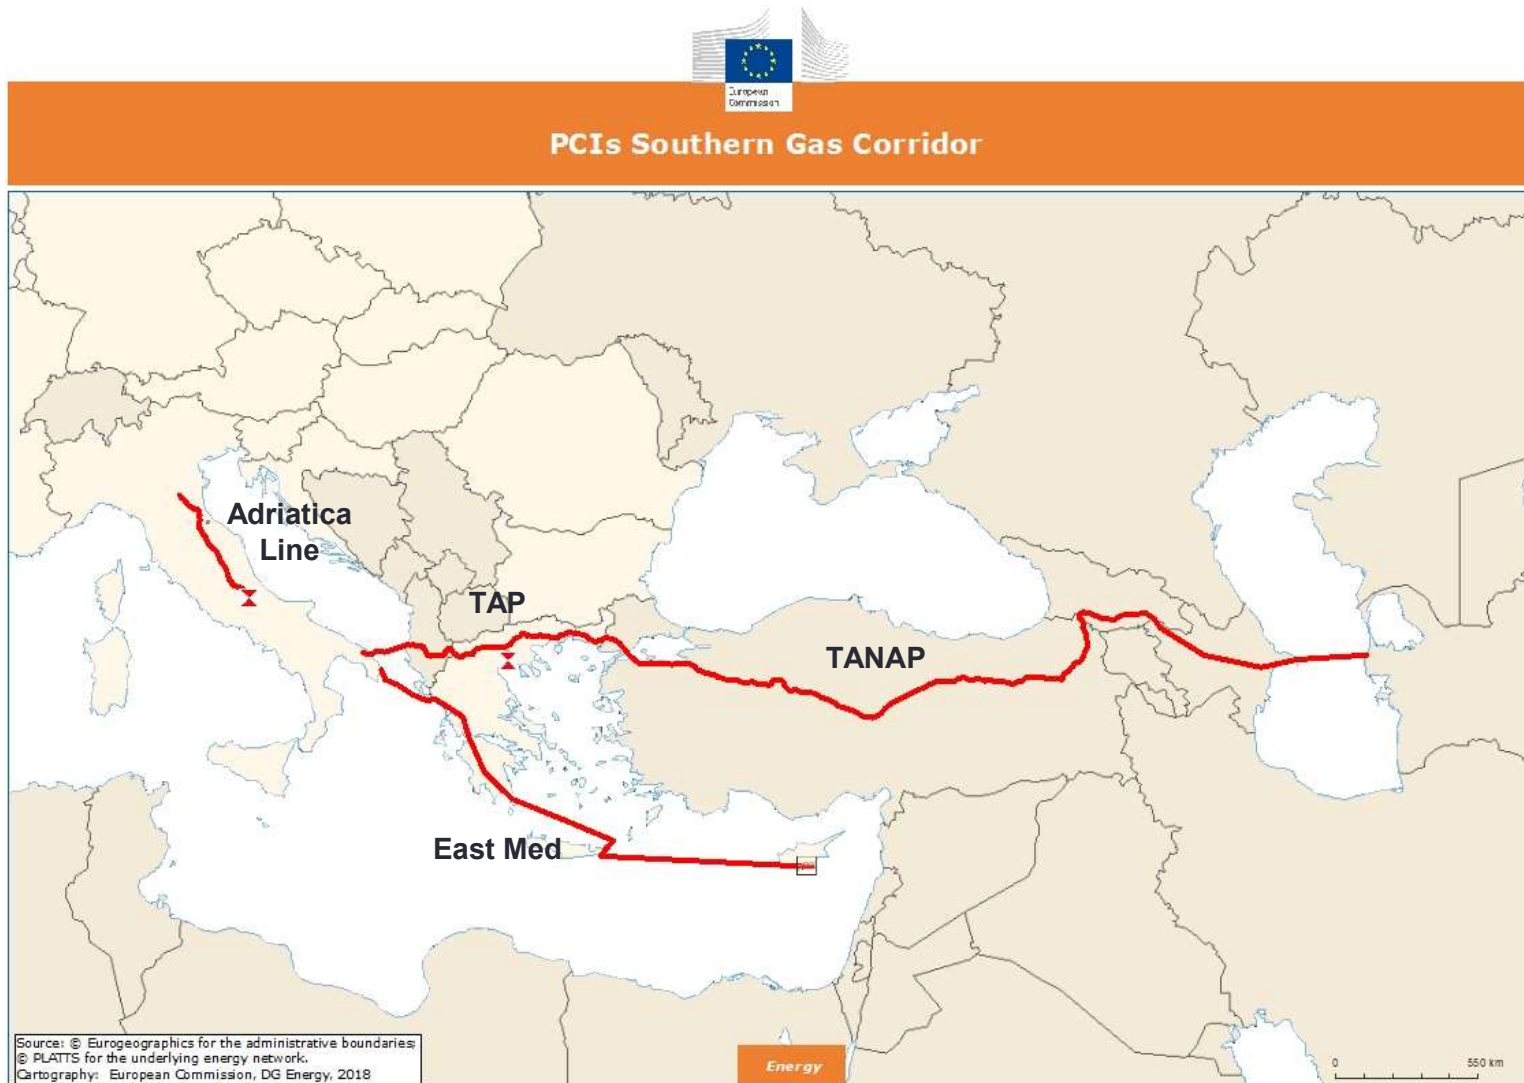 European
Commission
PCIs Southern Gas Corridor
Adriatica
Line
TAP
TANAP
East Med
Source: © Eurogeographics for the administrative boundaries;
© PLATTS for the underlying energy network.
Cartography: European Commission, DG Energy, 2018
Energy
0 550 km